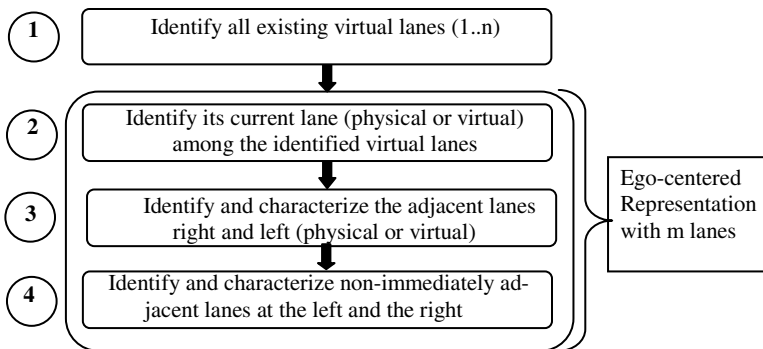 1
Identify all existing virtual lanes (1..n)
2
Identify its current lane (physical or virtual)
among the identified virtual lanes
3
Identify and characterize the adjacent lanes
right and left (physical or virtual)
4
Identify and characterize non-immediately ad-
jacent lanes at the left and the right
Ego-centered
Representation
with m lanes